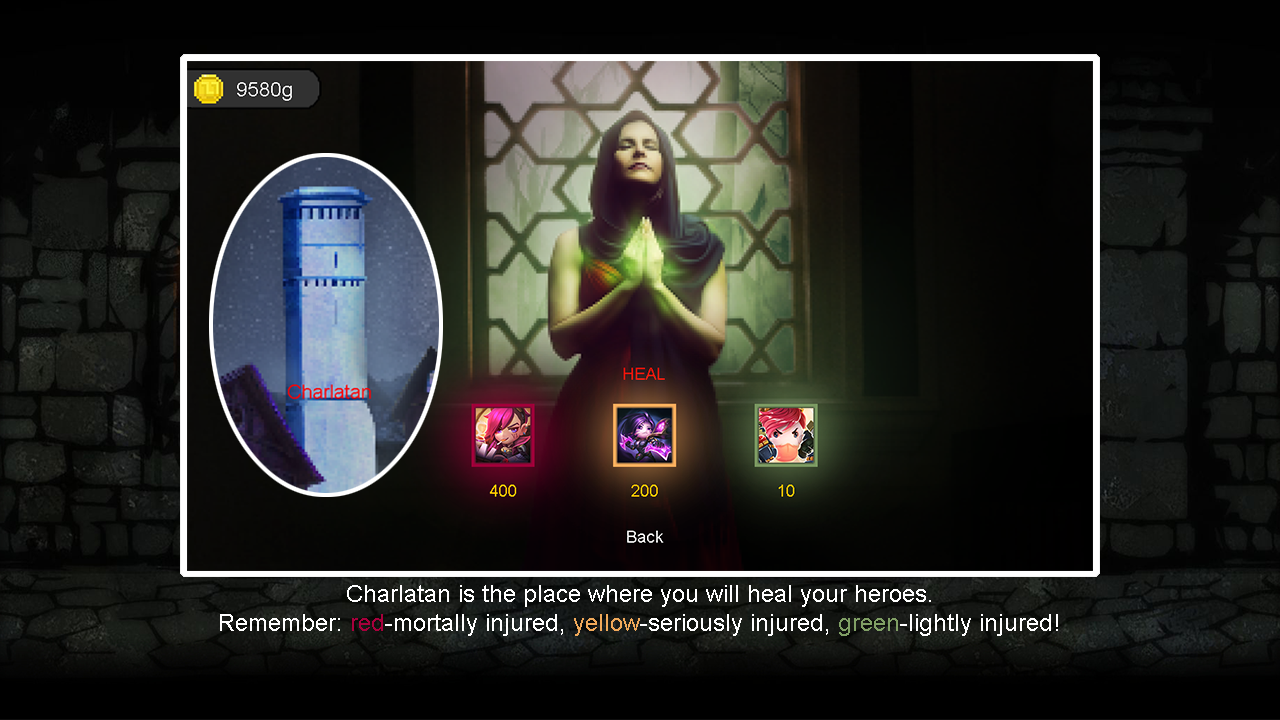 9580g
Charlatan
HEAL
400 200 10
Back
Charlatan is the place where you will heal your heroes.
Remember: red-mortally injured, yellow-seriously injured, green-lightly injured!